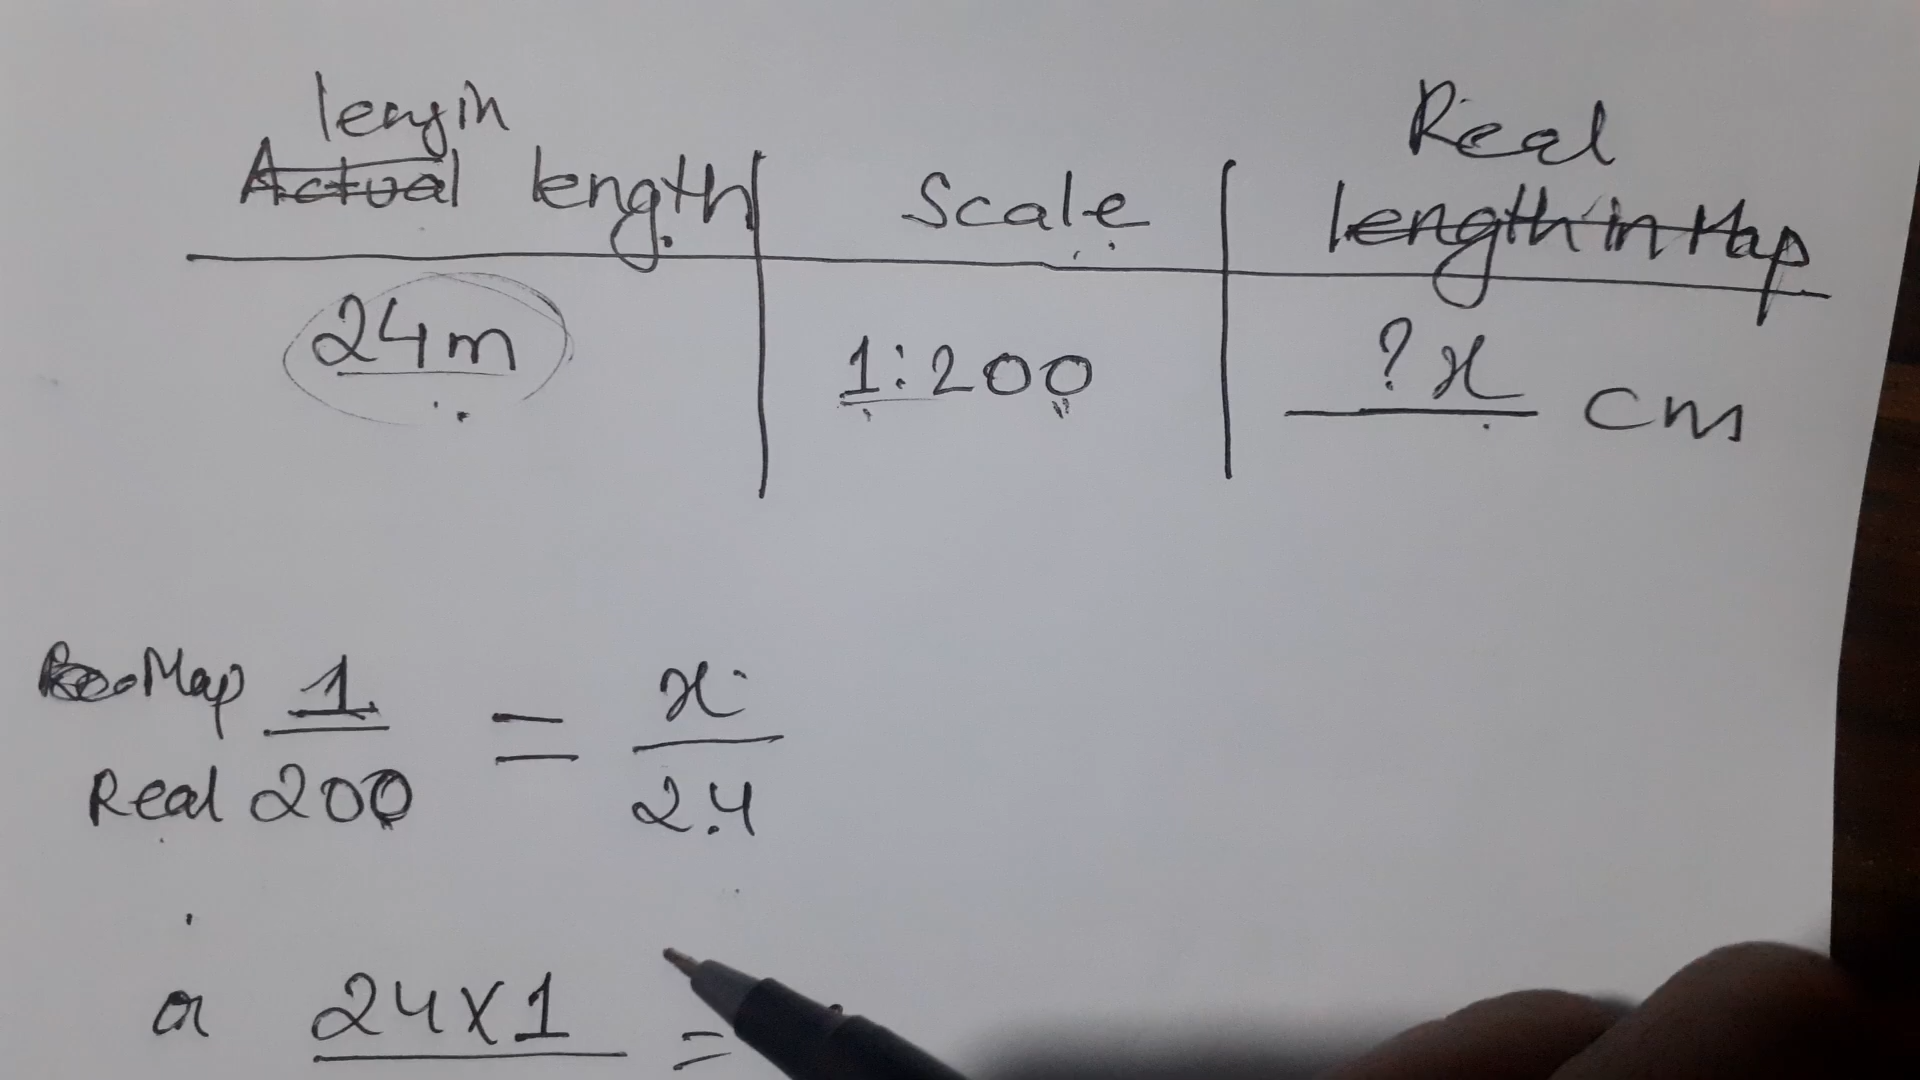 length Real
Actual length Scale length in Map
24m 1:200 ?x cm
Map 1 = x
Real 200 24
or 24x1 =